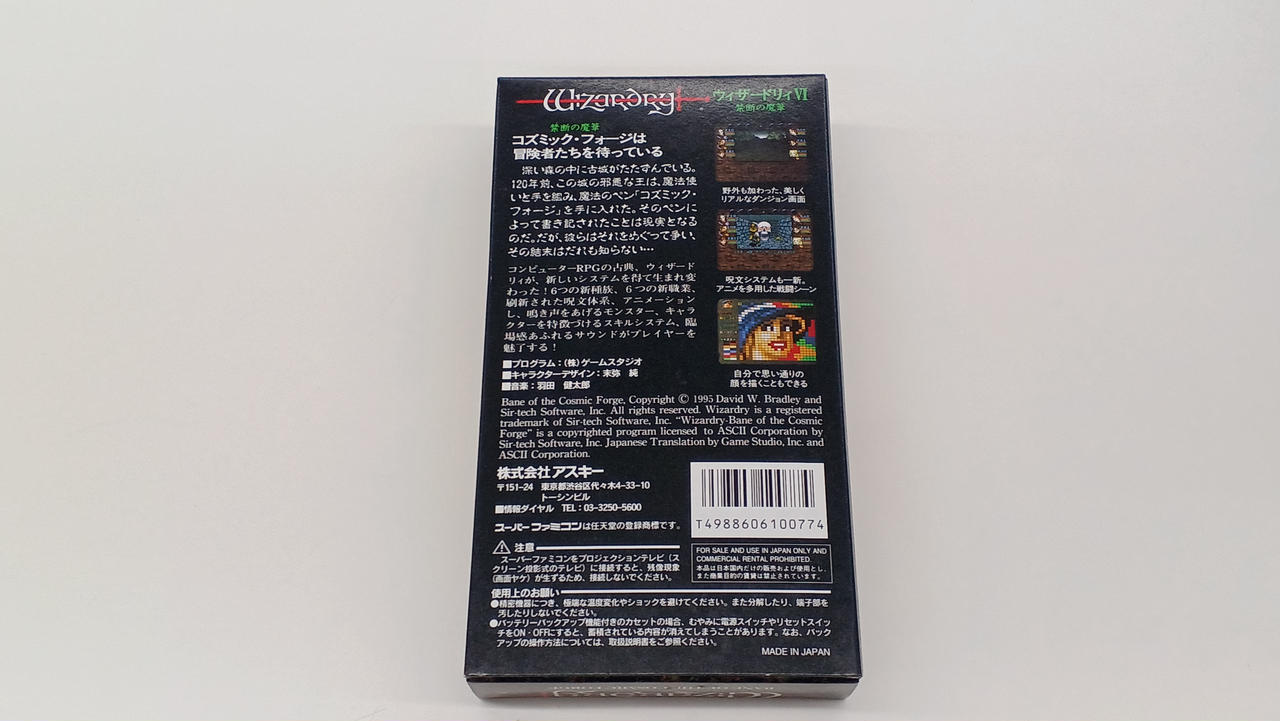 Wizardry
ウィザードリィVI
禁断の魔筆
禁断の魔筆
コズミック・フォージは
冒険者たちを待っている
深い森の中に古城がたたずんでいる。
120年前、この城の邪悪な王は、魔法使
いと手を組み、魔法のペン「コズミック・
フォージ」を手に入れた。そのペンに
よって書き記されたことは現実となる
のだ。だが、彼らはそれをめぐって争い、
その結末はだれも知らない…
コンピューターRPGの古典、ウィザード
リィが、新しいシステムを得て生まれ変
わった！6つの新種族、6つの新職業、
刷新された呪文体系、アニメーション
し、鳴き声をあげるモンスター、キャラ
クターを特徴づけるスキルシステム、臨
場感あふれるサウンドがプレイヤーを
魅了する！
■プログラム：(株)ゲームスタジオ
■キャラクターデザイン：末弥 純
■音楽：羽田 健太郎
野外も加わった、美しく
リアルなダンジョン画面
呪文システムも一新。
アニメを多用した戦闘シーン
自分で思い通りの
顔を描くこともできる
Bane of the Cosmic Forge, Copyright © 1995 David W. Bradley and
Sir-tech Software, Inc. All rights reserved. Wizardry is a registered
trademark of Sir-tech Software, Inc. “Wizardry-Bane of the Cosmic
Forge” is a copyrighted program licensed to ASCII Corporation by
Sir-tech Software, Inc. Japanese Translation by Game Studio, Inc. and
ASCII Corporation.
株式会社アスキー
〒151-24 東京都渋谷区代々木4-33-10
トーシンビル
■情報ダイヤル TEL：03-3250-5600
スーパーファミコンは任天堂の登録商標です。
T4988606100774
注意
スーパーファミコンをプロジェクションテレビ（ス
クリーン投影式のテレビ）に接続すると、残像現象
（画面ヤケ）が生ずるため、接続しないでください。
FOR SALE AND USE IN JAPAN ONLY AND
COMMERCIAL RENTAL PROHIBITED.
本品は日本国内だけの販売および使用とし、
また商業目的の賃貸は禁止されています。
使用上のお願い
●精密機器につき、極端な温度変化やショックを避けてください。また分解したり、端子部を
汚したりしないでください。
●バッテリーバックアップ機能付きのカセットの場合、むやみに電源スイッチやリセットスイッ
チをON・OFFにすると、蓄積されている内容が消えてしまうことがあります。なお、バック
アップの操作方法については、取扱説明書をご参照ください。
MADE IN JAPAN